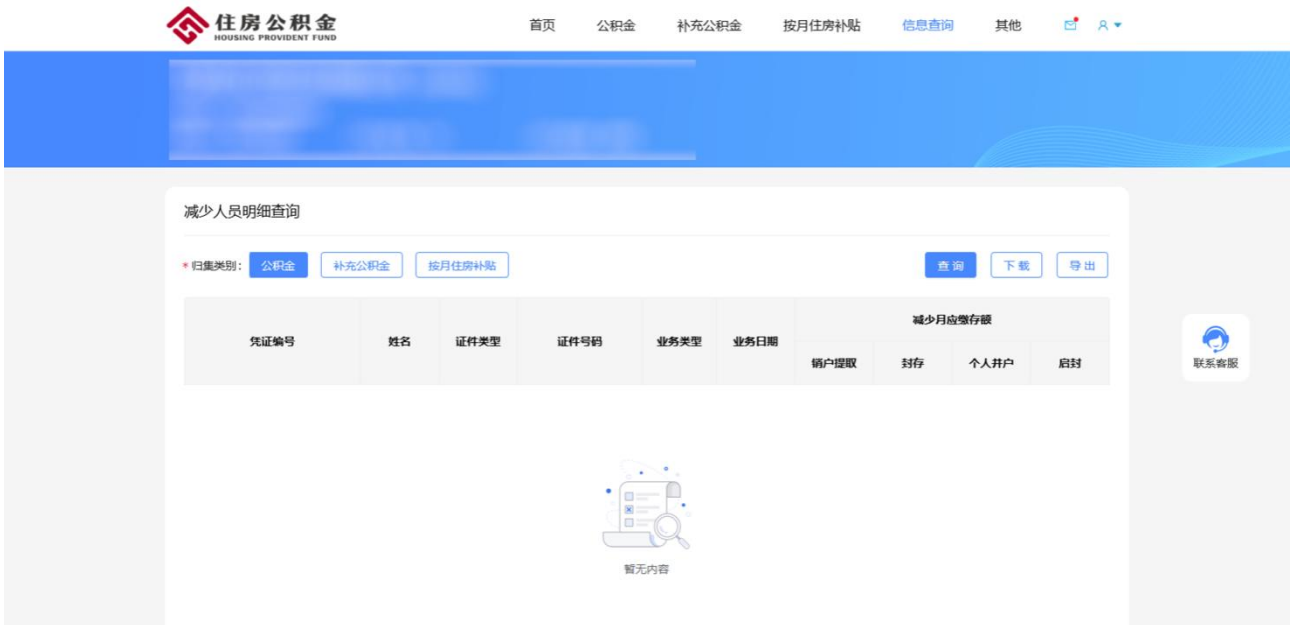 住房公积金
HOUSING PROVIDENT FUND
首页 公积金 补充公积金 按月住房补贴 信息查询 其他
减少人员明细查询
*归集类别: 公积金 补充公积金 按月住房补贴 查询 下载 导出
减少月应缴存额
凭证编号 姓名 证件类型 证件号码 业务类型 业务日期
销户提取 封存 个人并户 启封
联系客服
暂无内容